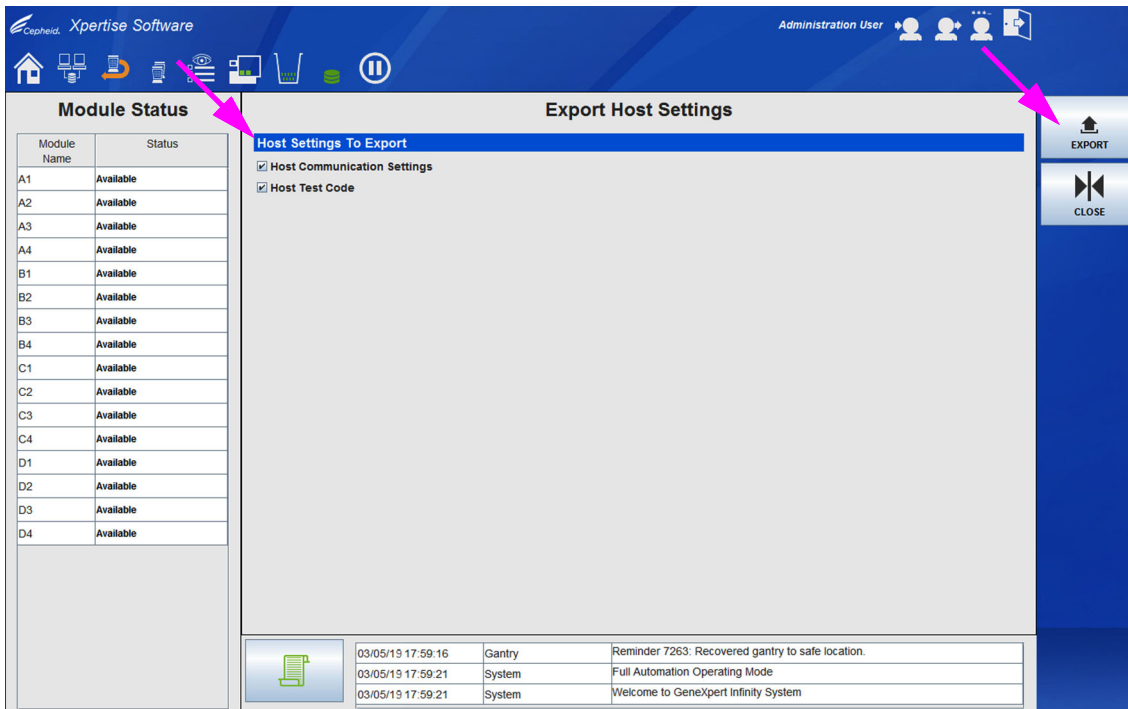 Cepheid. Xpertise Software
Administration User
Module Status
Export Host Settings
EXPORT
CLOSE
Module Name Status
A1 Available
A2 Available
A3 Available
A4 Available
B1 Available
B2 Available
B3 Available
B4 Available
C1 Available
C2 Available
C3 Available
C4 Available
D1 Available
D2 Available
D3 Available
D4 Available
Host Settings To Export
Host Communication Settings
Host Test Code
03/05/19 17:59:16 Gantry Reminder 7263: Recovered gantry to safe location.
03/05/19 17:59:21 System Full Automation Operating Mode
03/05/19 17:59:21 System Welcome to GeneXpert Infinity System